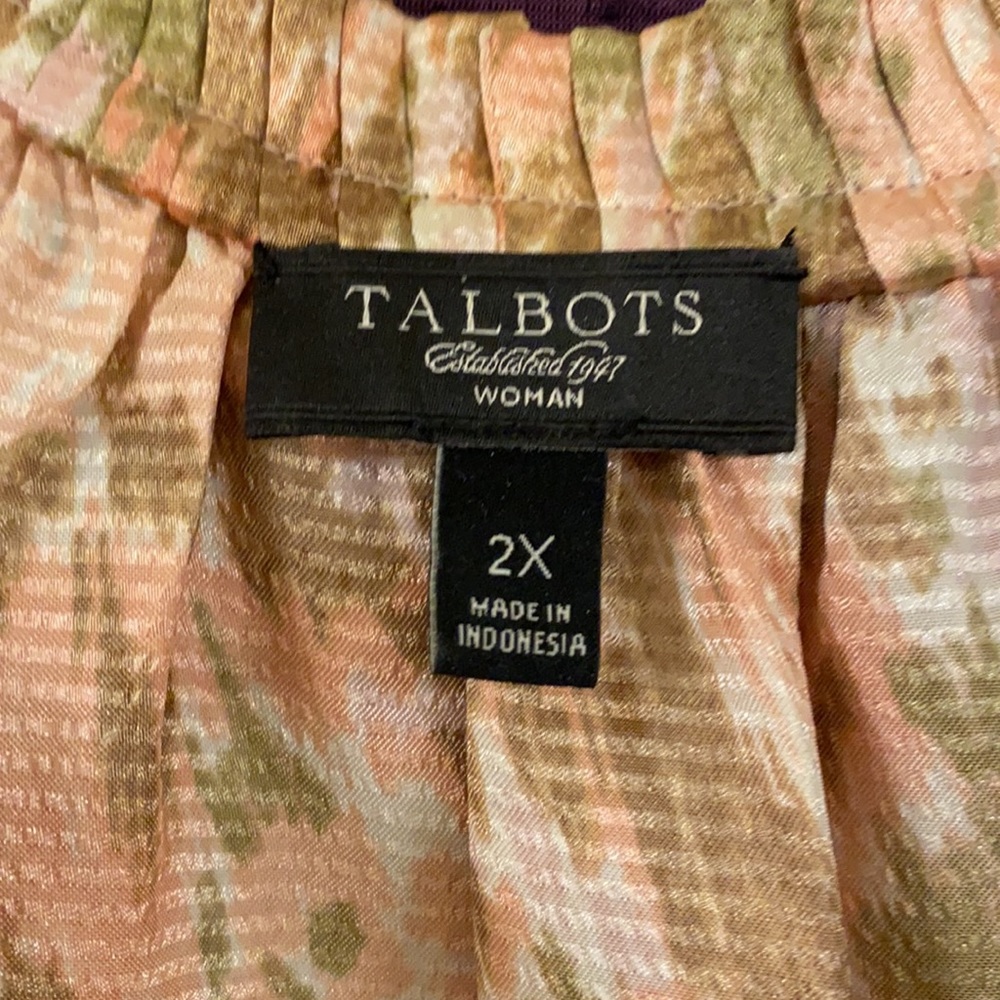 TALBOTS
Established 1947
WOMAN
2X
MADE IN
INDONESIA